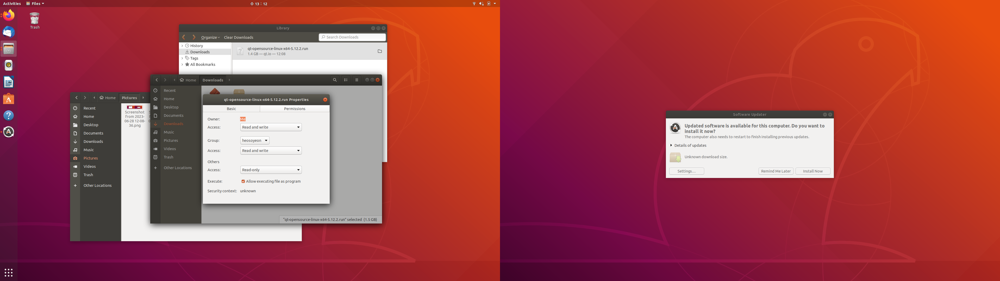 Activities
Files
수 13 : 12
Trash
Library
Organize
Clear Downloads
Search Downloads
History
Downloads
Tags
All Bookmarks
qt-opensource-linux-x64-5.12.2.run
1.4 GB — qt.io — 12:08
Home
Downloads
Recent
Home
Desktop
Documents
Downloads
Music
Pictures
Videos
Trash
Other Locations
"qt-opensource-linux-x64-5.12.2.run" selected (1.5 GB)
qt-opensource-linux-x64-5.12.2.run Properties
Basic
Permissions
Owner:
Me
Access:
Read and write
Group:
heosoyeon
Access:
Read and write
Others
Access:
Read-only
Execute:
Allow executing file as program
Security context:
unknown
Home
Pictures
Recent
Home
Desktop
Documents
Downloads
Music
Pictures
Videos
Trash
Other Locations
Screenshot
from 2023-
06-28 12-08-
36.png
Software Updater
Updated software is available for this computer. Do you want to
install it now?
The computer also needs to restart to finish installing previous updates.
Details of updates
Unknown download size.
Settings…
Remind Me Later
Install Now